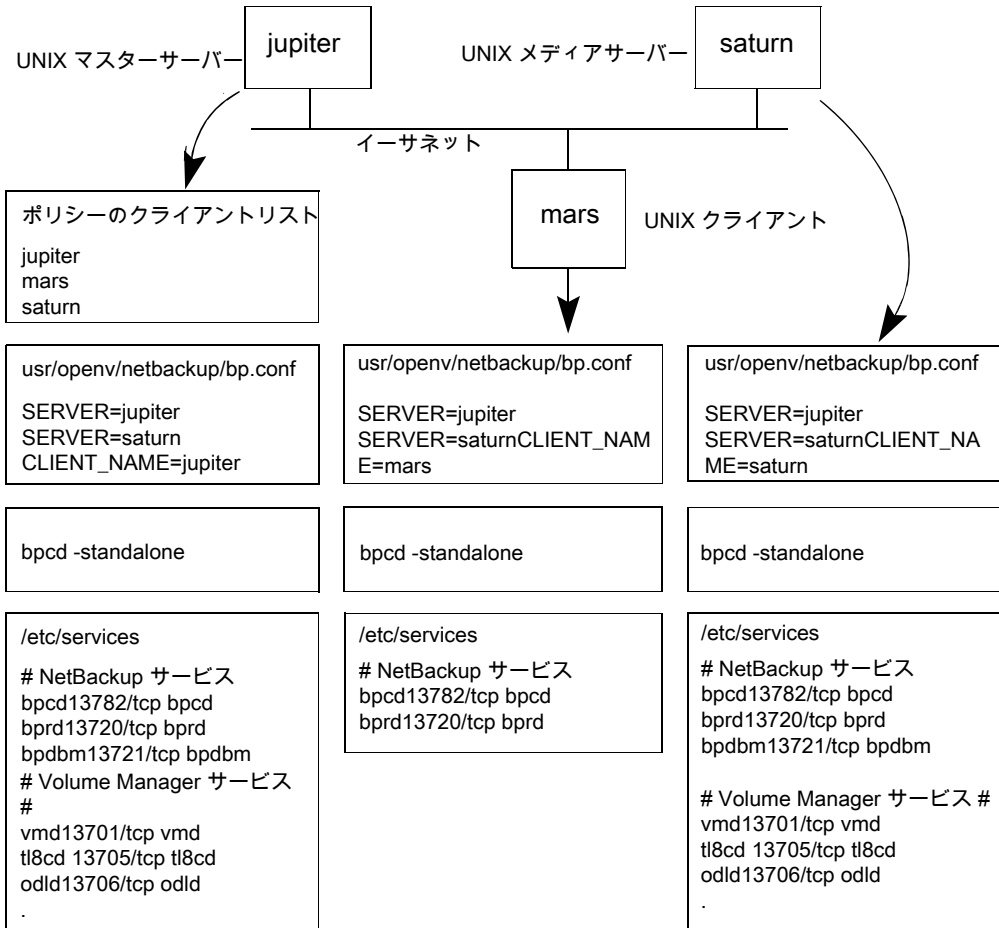 UNIX マスターサーバー
jupiter
UNIX メディアサーバー
saturn
イーサネット
mars
UNIX クライアント
ポリシーのクライアントリスト
jupiter
mars
saturn
usr/openv/netbackup/bp.conf
SERVER=jupiter
SERVER=saturn
CLIENT_NAME=jupiter
usr/openv/netbackup/bp.conf
SERVER=jupiter
SERVER=saturnCLIENT_NAM
E=mars
usr/openv/netbackup/bp.conf
SERVER=jupiter
SERVER=saturnCLIENT_NA
ME=saturn
bpcd -standalone
bpcd -standalone
bpcd -standalone
/etc/services
# NetBackup サービス
bpcd13782/tcp bpcd
bprd13720/tcp bprd
bpdbm13721/tcp bpdbm
# Volume Manager サービス
#
vmd13701/tcp vmd
tl8cd 13705/tcp tl8cd
odld13706/tcp odld
.
/etc/services
# NetBackup サービス
bpcd13782/tcp bpcd
bprd13720/tcp bprd
/etc/services
# NetBackup サービス
bpcd13782/tcp bpcd
bprd13720/tcp bprd
bpdbm13721/tcp bpdbm
# Volume Manager サービス #
vmd13701/tcp vmd
tl8cd 13705/tcp tl8cd
odld13706/tcp odld
.